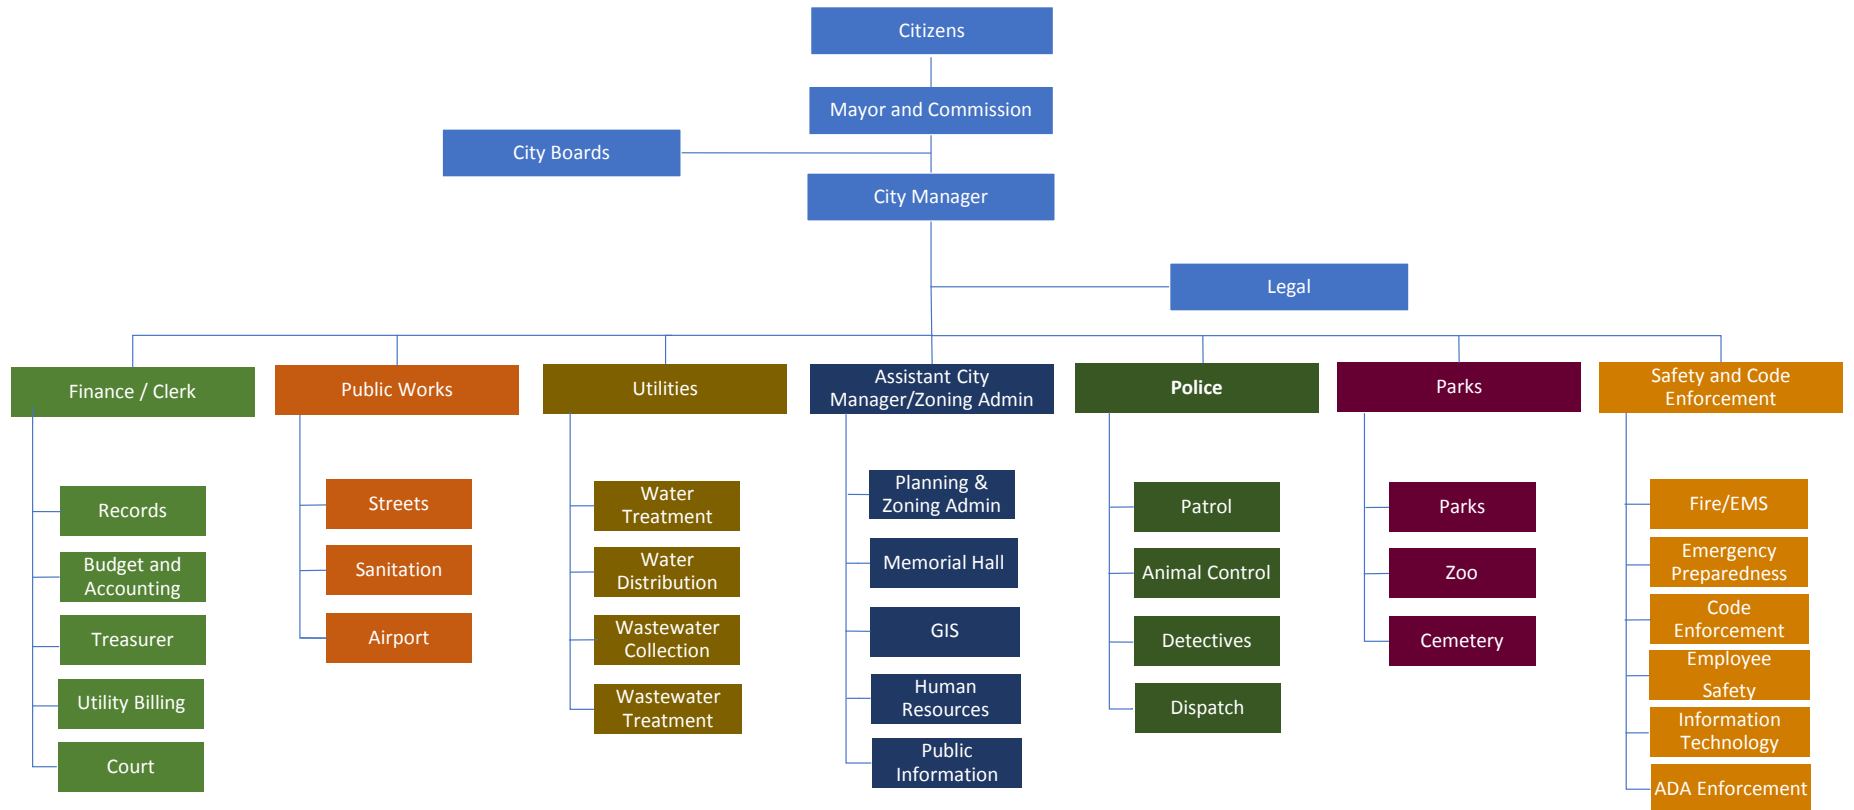 Citizens
Mayor and Commission
City Boards
City Manager
Legal
Finance / Clerk
Records
Budget and
Accounting
Treasurer
Utility Billing
Court
Public Works
Streets
Sanitation
Airport
Utilities
Water
Treatment
Water
Distribution
Wastewater
Collection
Wastewater
Treatment
Assistant City
Manager/Zoning Admin
Planning &
Zoning Admin
Memorial Hall
GIS
Human
Resources
Public
Information
Police
Patrol
Animal Control
Detectives
Dispatch
Parks
Parks
Zoo
Cemetery
Safety and Code
Enforcement
Fire/EMS
Emergency
Preparedness
Code
Enforcement
Employee
Safety
Information
Technology
ADA Enforcement